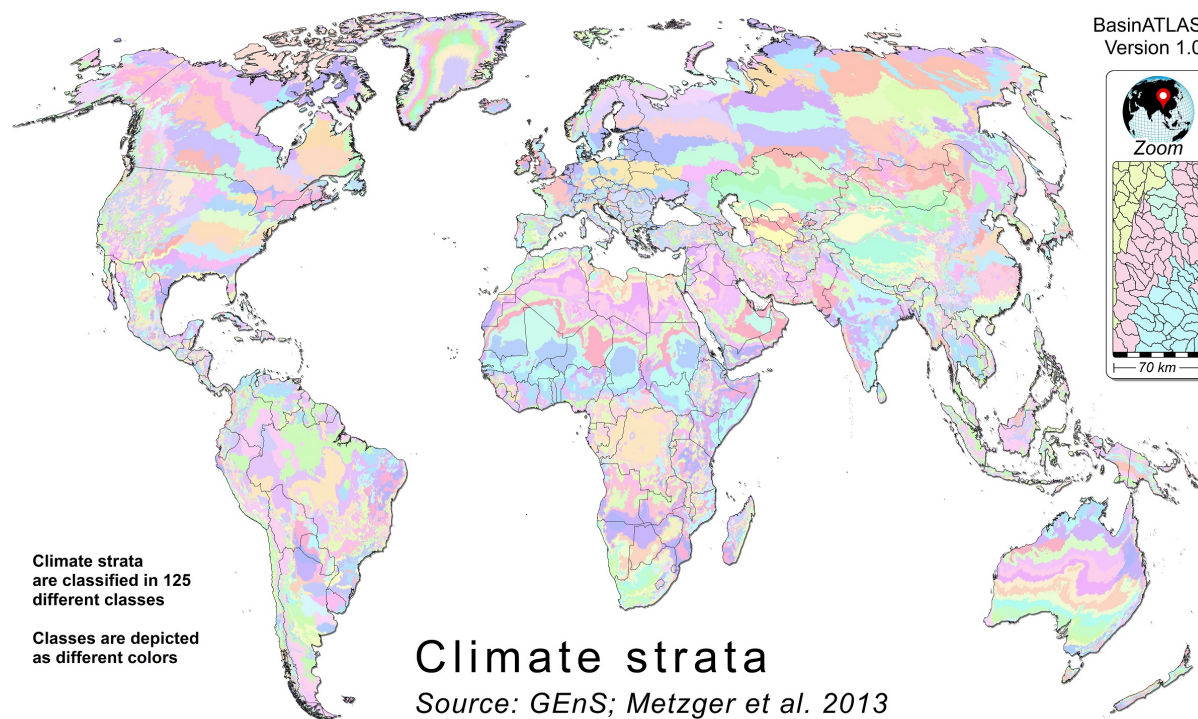 BasinATLAS
Version 1.0
Zoom
70 km
Climate strata
are classified in 125
different classes
Classes are depicted
as different colors
Climate strata
Source: GEnS; Metzger et al. 2013